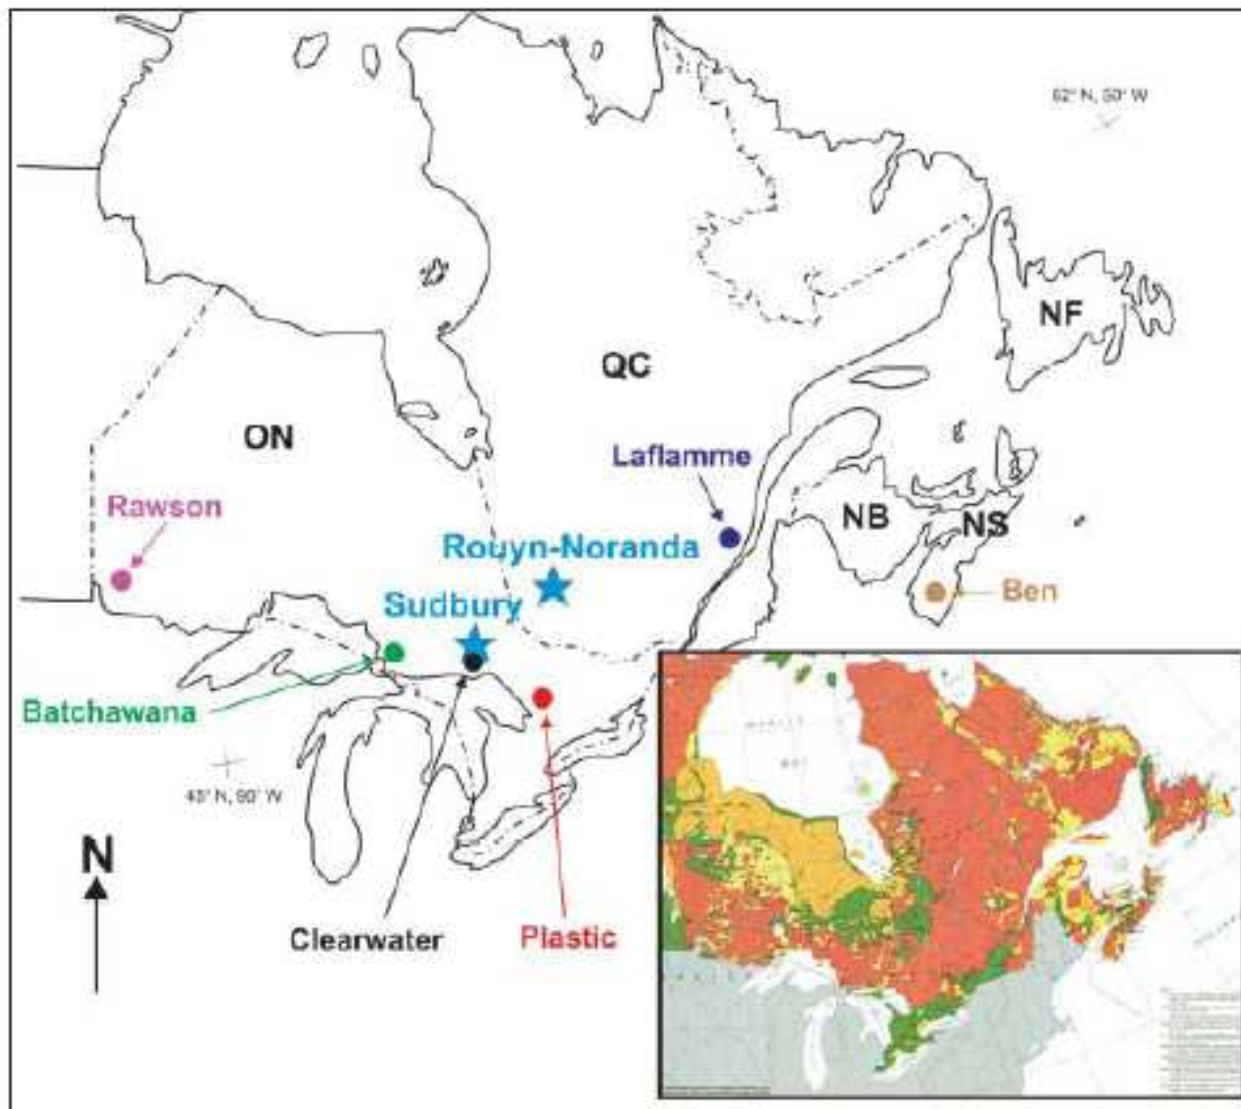 62° N, 50° W
NF
QC
ON
Laflamme
Rawson
NB
NS
Rouyn-Noranda
Ben
Sudbury
Batchawana
45° N, 90° W
N
Clearwater
Plastic